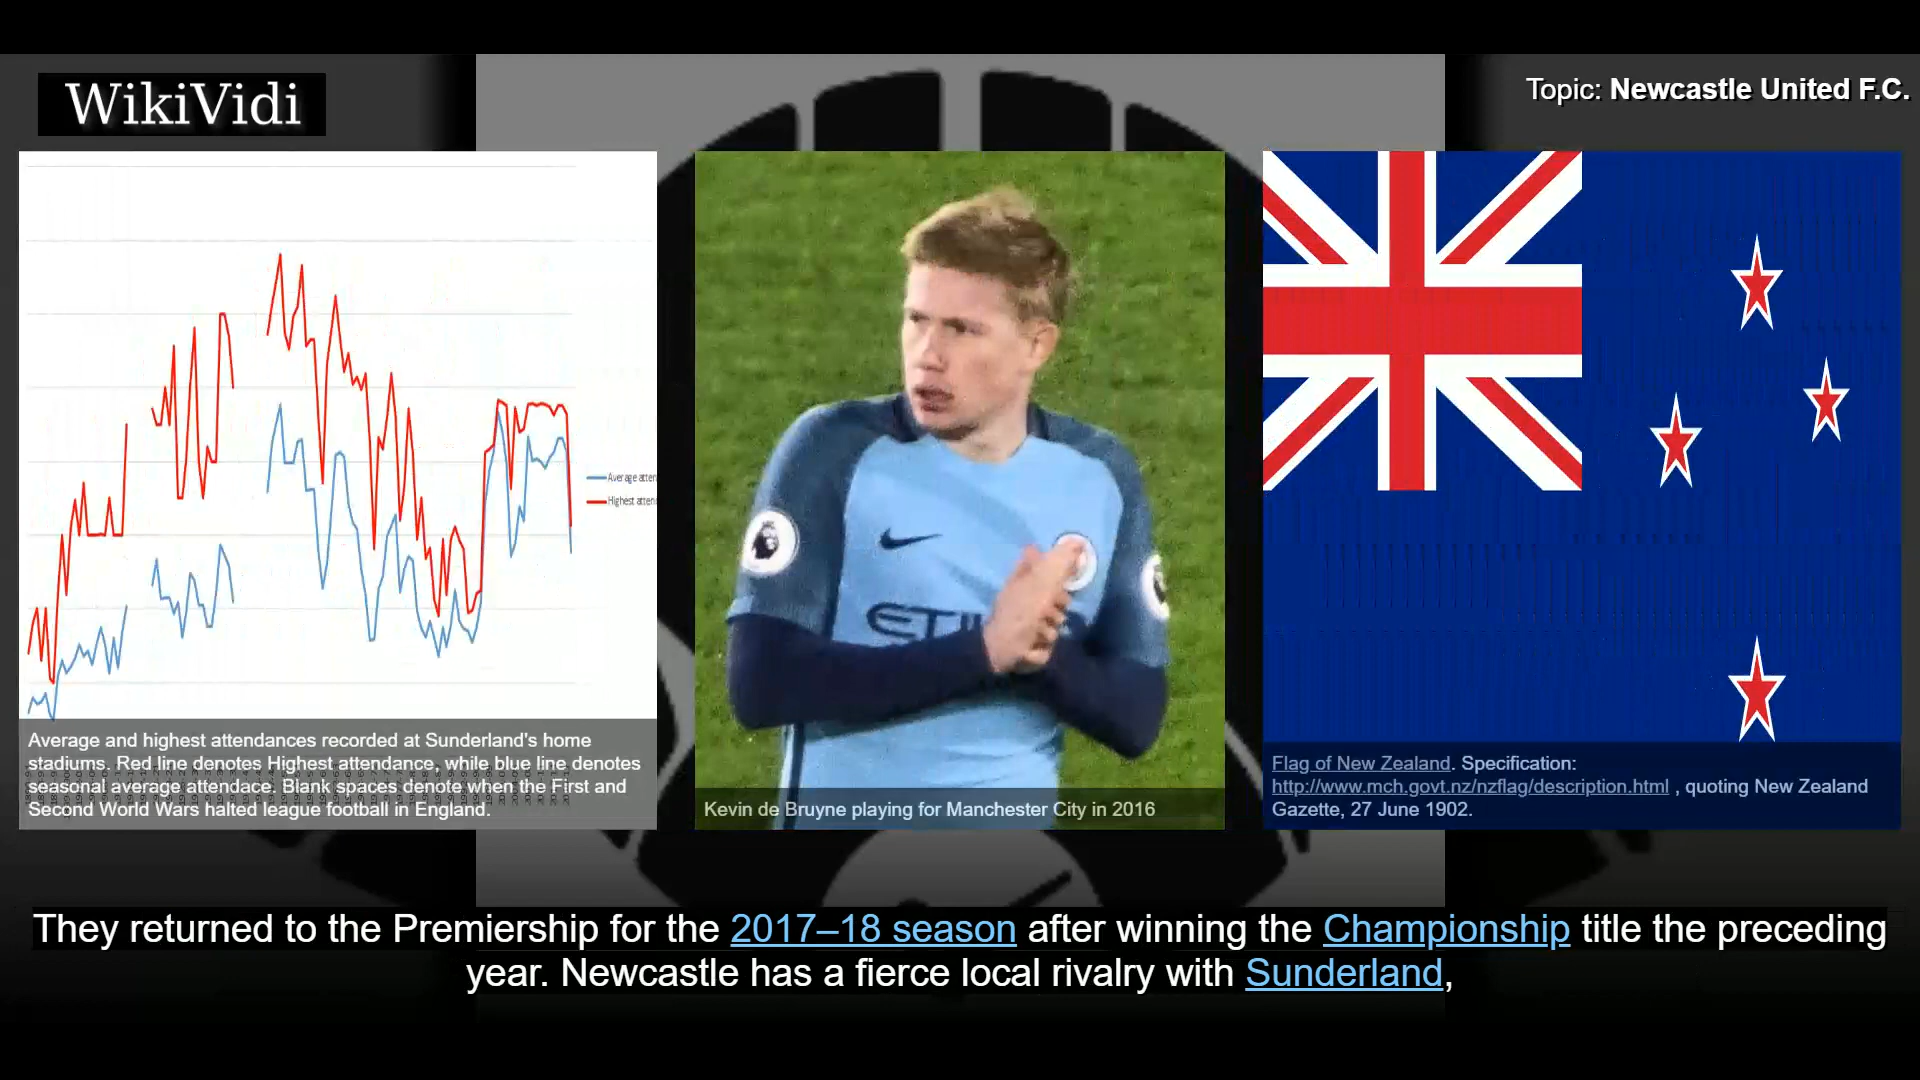 WikiVidi
Topic: Newcastle United F.C.
Average
Highest
Average and highest attendances recorded at Sunderland's home
stadiums. Red line denotes Highest attendance, while blue line denotes
seasonal average attendace. Blank spaces denote when the First and
Second World Wars halted league football in England.
Kevin de Bruyne playing for Manchester City in 2016
Flag of New Zealand. Specification:
http://www.mch.govt.nz/nzflag/description.html , quoting New Zealand
Gazette, 27 June 1902.
They returned to the Premiership for the 2017–18 season after winning the Championship title the preceding
year. Newcastle has a fierce local rivalry with Sunderland,